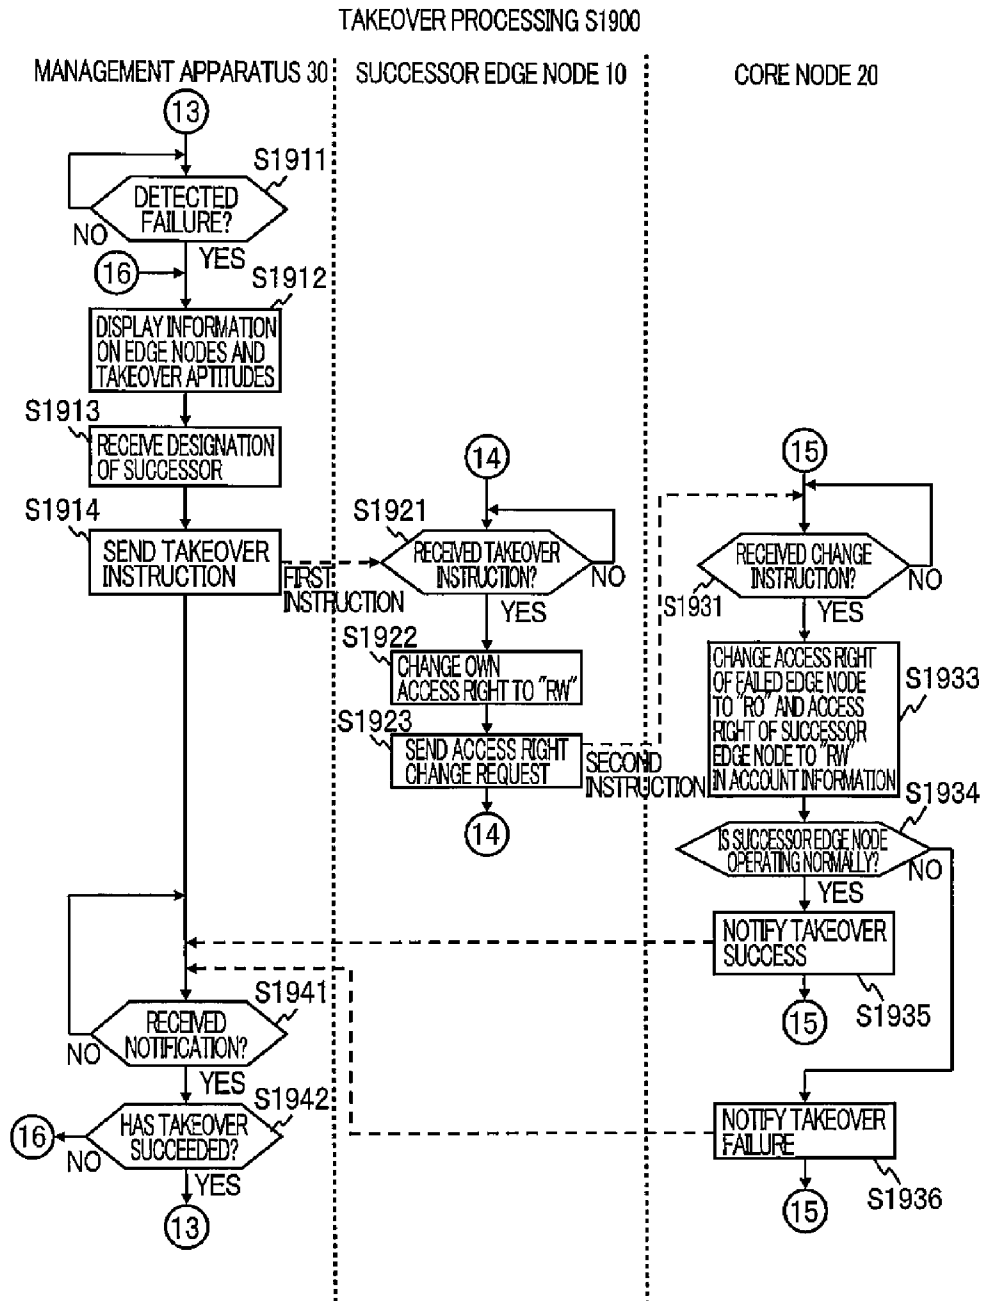 TAKEOVER PROCESSING S1900
MANAGEMENT APPARATUS 30
SUCCESSOR EDGE NODE 10
CORE NODE 20
13
S1911
DETECTED
FAILURE?
NO
YES
16
S1912
DISPLAY INFORMATION
ON EDGE NODES AND
TAKEOVER APTITUDES
S1913
RECEIVE DESIGNATION
OF SUCCESSOR
S1914
SEND TAKEOVER
INSTRUCTION
FIRST
INSTRUCTION
14
S1921
RECEIVED TAKEOVER
INSTRUCTION?
NO
YES
S1922
CHANGE OWN
ACCESS RIGHT TO "RW"
S1923
SEND ACCESS RIGHT
CHANGE REQUEST
SECOND
INSTRUCTION
14
15
RECEIVED CHANGE
INSTRUCTION?
NO
S1931
YES
CHANGE ACCESS RIGHT
OF FAILED EDGE NODE
TO "RO" AND ACCESS
RIGHT OF SUCCESSOR
EDGE NODE TO "RW"
IN ACCOUNT INFORMATION
S1933
S1934
IS SUCCESSOR EDGE NODE
OPERATING NORMALLY?
NO
YES
NOTIFY TAKEOVER
SUCCESS
S1935
15
S1941
RECEIVED
NOTIFICATION?
NO
YES
S1942
HAS TAKEOVER
SUCCEEDED?
16
NO
YES
13
NOTIFY TAKEOVER
FAILURE
S1936
15